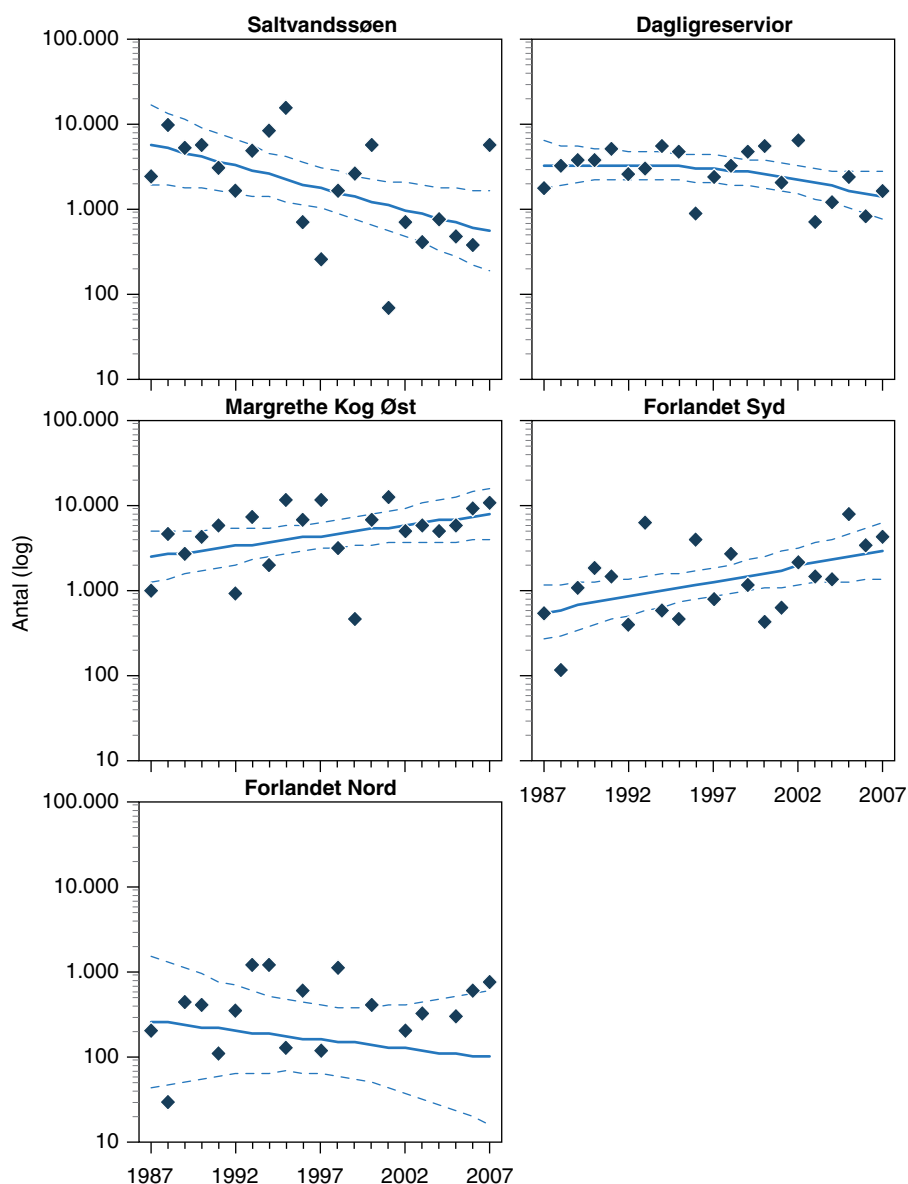 Saltvandssøen
Dagligreservior
100.000
10.000
1.000
100
10
Margrethe Kog Øst
Forlandet Syd
100.000
10.000
1.000
100
10
Antal (log)
1987 1992 1997 2002 2007
Forlandet Nord
100.000
10.000
1.000
100
10
1987 1992 1997 2002 2007